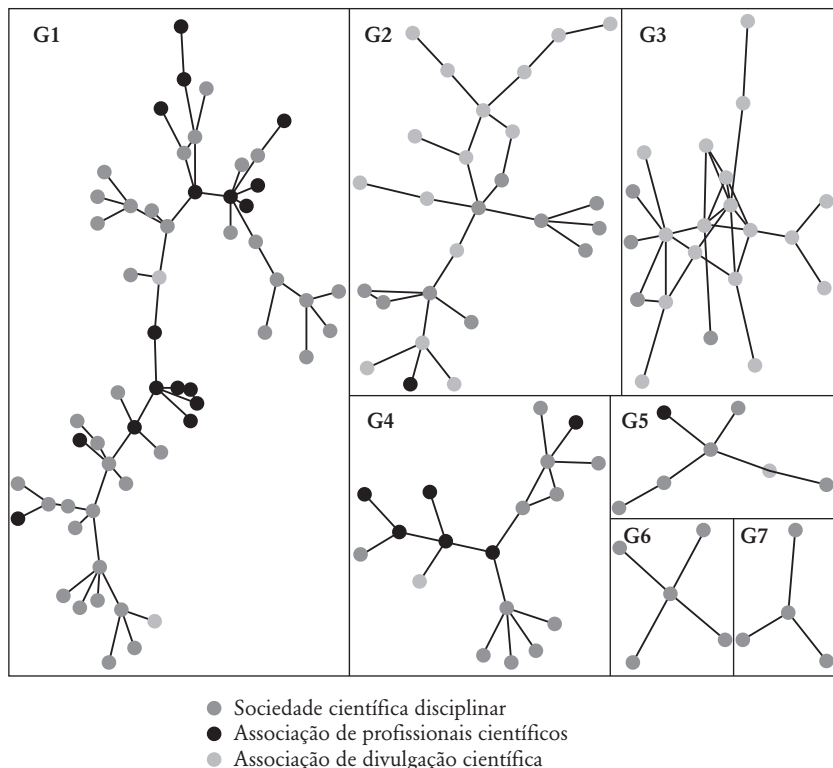 G1
G2
G3
G4
G5
G6
G7
Sociedade científica disciplinar
Associação de profissionais científicos
Associação de divulgação científica